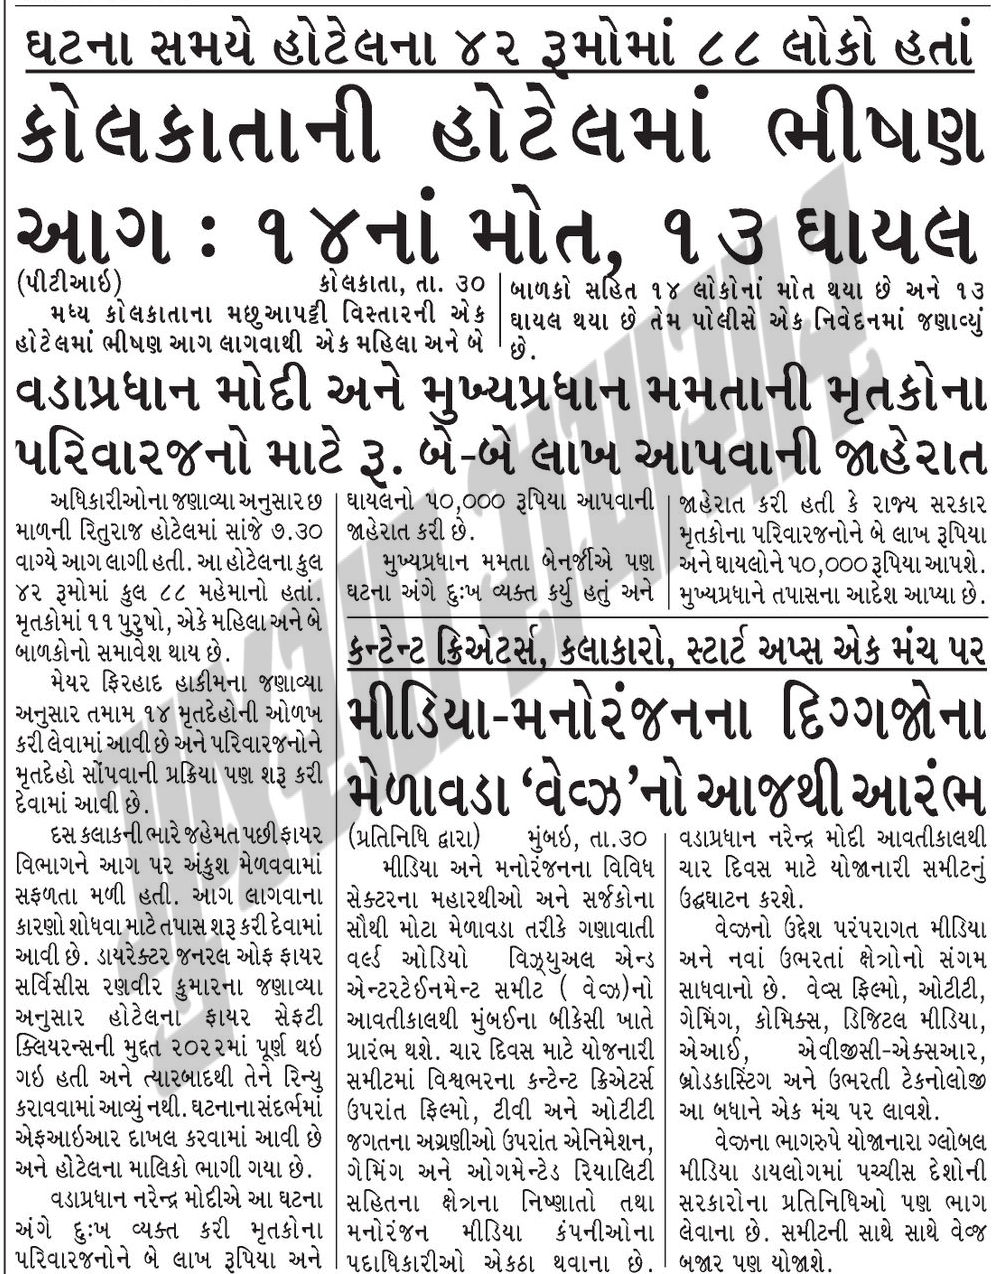 ઘટના સમયે હોટેલના ૪૨ રૂમોમાં ૮૮ લોકો હતાં
કોલકાતાની હોટેલમાં ભીષણ
આગ : ૧૪નાં મોત, ૧૩ ઘાયલ
(પીટીઆઇ) કોલકાતા, તા. ૩૦
મધ્ય કોલકાતાના મછુઆપટ્ટી વિસ્તારની એક
હોટેલમાં ભીષણ આગ લાગવાથી એક મહિલા અને બે
બાળકો સહિત ૧૪ લોકોનાં મોત થયા છે અને ૧૩
ઘાયલ થયા છે તેમ પોલીસે એક નિવેદનમાં જણાવ્યું
છે.
વડાપ્રધાન મોદી અને મુખ્યપ્રધાન મમતાની મૃતકોના
પરિવારજનો માટે રૂ. બે-બે લાખ આપવાની જાહેરાત
અધિકારીઓના જણાવ્યા અનુસાર છ
માળની રિતુરાજ હોટેલમાં સાંજે ૭.૩૦
વાગ્યે આગ લાગી હતી. આ હોટેલના કુલ
૪૨ રૂમોમાં કુલ ૮૮ મહેમાનો હતા.
મૃતકોમાં ૧૧ પુરુષો, એકે મહિલા અને બે
બાળકોનો સમાવેશ થાય છે.
મેયર ફિરહાદ હાકીમના જણાવ્યા
અનુસાર તમામ ૧૪ મૃતદેહોની ઓળખ
કરી લેવામાં આવી છે અને પરિવારજનોને
મૃતદેહો સોંપવાની પ્રક્રિયા પણ શરૂ કરી
દેવામાં આવી છે.
દસ કલાકની ભારે જહેમત પછી ફાયર
વિભાગને આગ પર અંકુશ મેળવવામાં
સફળતા મળી હતી. આગ લાગવાના
કારણો શોધવા માટે તપાસ શરૂ કરી દેવામાં
આવી છે. ડાયરેક્ટર જનરલ ઓફ ફાયર
સર્વિસીસ રણવીર કુમારના જણાવ્યા
અનુસાર હોટેલના ફાયર સેફટી
ક્લિયરન્સની મુદ્દત ૨૦૨૨માં પૂર્ણ થઇ
ગઇ હતી અને ત્યારબાદથી તેને રિન્યુ
કરાવવામાં આવ્યું નથી. ઘટનાના સંદર્ભમાં
એફઆઇઆર દાખલ કરવામાં આવી છે
અને હોટેલના માલિકો ભાગી ગયા છે.
વડાપ્રધાન નરેન્દ્ર મોદીએ આ ઘટના
અંગે દુઃખ વ્યક્ત કરી મૃતકોના
પરિવારજનોને બે લાખ રૂપિયા અને
ઘાયલનો ૫૦,૦૦૦ રૂપિયા આપવાની
જાહેરાત કરી છે.
મુખ્યપ્રધાન મમતા બેનર્જીએ પણ
ઘટના અંગે દુઃખ વ્યક્ત કર્યુ હતું અને
જાહેરાત કરી હતી કે રાજ્ય સરકાર
મૃતકોના પરિવારજનોને બે લાખ રૂપિયા
અને ઘાયલોને ૫૦,૦૦૦ રૂપિયા આપશે.
મુખ્યપ્રધાને તપાસના આદેશ આપ્યા છે.
કન્ટેન્ટ ક્રિએટર્સ, કલાકારો, સ્ટાર્ટ અપ્સ એક મંચ પર
મીડિયા-મનોરંજનના દિગ્ગજોના
મેળાવડા ‘વેવ્ઝ’નો આજથી આરંભ
(પ્રતિનિધિ દ્વારા) મુંબઇ, તા.૩૦
મીડિયા અને મનોરંજનના વિવિધ
સેક્ટરના મહારથીઓ અને સર્જકોના
સૌથી મોટા મેળાવડા તરીકે ગણાવાતી
વર્લ્ડ ઓડિયો વિઝ્યુઅલ એન્ડ
એન્ટરટેઈનમેન્ટ સમીટ ( વેવ્ઝ)નો
આવતીકાલથી મુંબઈના બીકેસી ખાતે
પ્રારંભ થશે. ચાર દિવસ માટે યોજનારી
સમીટમાં વિશ્વભરના કન્ટેન્ટ ક્રિએટર્સ
ઉપરાંત ફિલ્મો, ટીવી અને ઓટીટી
જગતના અગ્રણીઓ ઉપરાંત એનિમેશન,
ગેમિંગ અને ઓગમેન્ટેડ રિયાલિટી
સહિતના ક્ષેત્રના નિષ્ણાતો તથા
મનોરંજન મીડિયા કંપનીઓના
પદાધિકારીઓ એકઠા થવાના છે.
વડાપ્રધાન નરેન્દ્ર મોદી આવતીકાલથી
ચાર દિવસ માટે યોજાનારી સમીટનું
ઉદ્ઘઘાટન કરશે.
વેવ્ઝનો ઉદ્દેશ પરંપરાગત મીડિયા
અને નવાં ઉભરતાં ક્ષેત્રોનો સંગમ
સાધવાનો છે. વેવ્સ ફિલ્મો, ઓટીટી,
ગેમિંગ, કોમિક્સ, ડિજિટલ મીડિયા,
એઆઈ, એવીજીસી-એક્સઆર,
બ્રોડકાસ્ટિંગ અને ઉભરતી ટેકનોલોજી
આ બધાને એક મંચ પર લાવશે.
વેવ્ઝના ભાગરુપે યોજાનારા ગ્લોબલ
મીડિયા ડાયલોગમાં પચ્ચીસ દેશોની
સરકારોના પ્રતિનિધિઓ પણ ભાગ
લેવાના છે. સમીટની સાથે સાથે વેવ્જ
બજાર પણ યોજાશે.